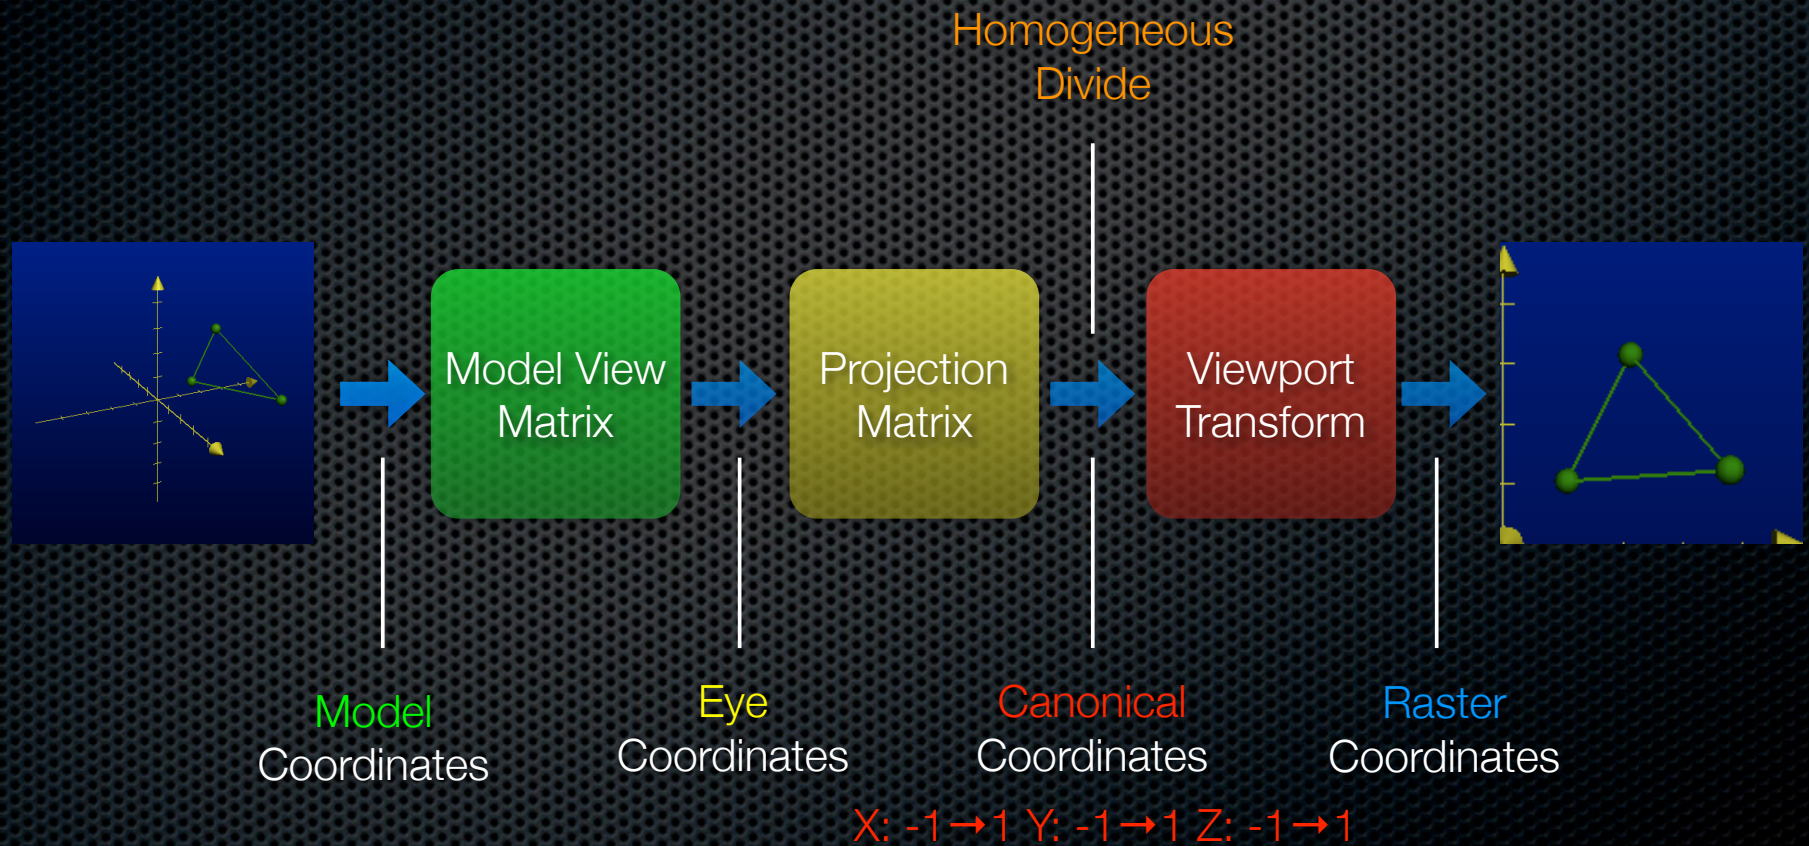 Homogeneous
Divide
Model View
Matrix
Projection
Matrix
Viewport
Transform
Model
Coordinates
Eye
Coordinates
Canonical
Coordinates
Raster
Coordinates
X: -1→1 Y: -1→1 Z: -1→1